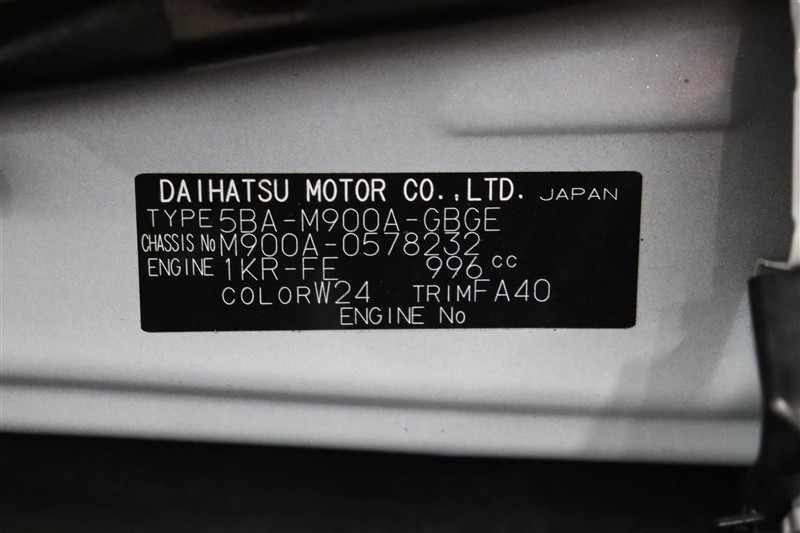 DAIHATSU MOTOR CO.,LTD. JAPAN
TYPE 5BA-M900A-GBGE
CHASSIS No M900A-0578232
ENGINE 1KR-FE 996 cc
COLOR W24 TRIM FA40
ENGINE No